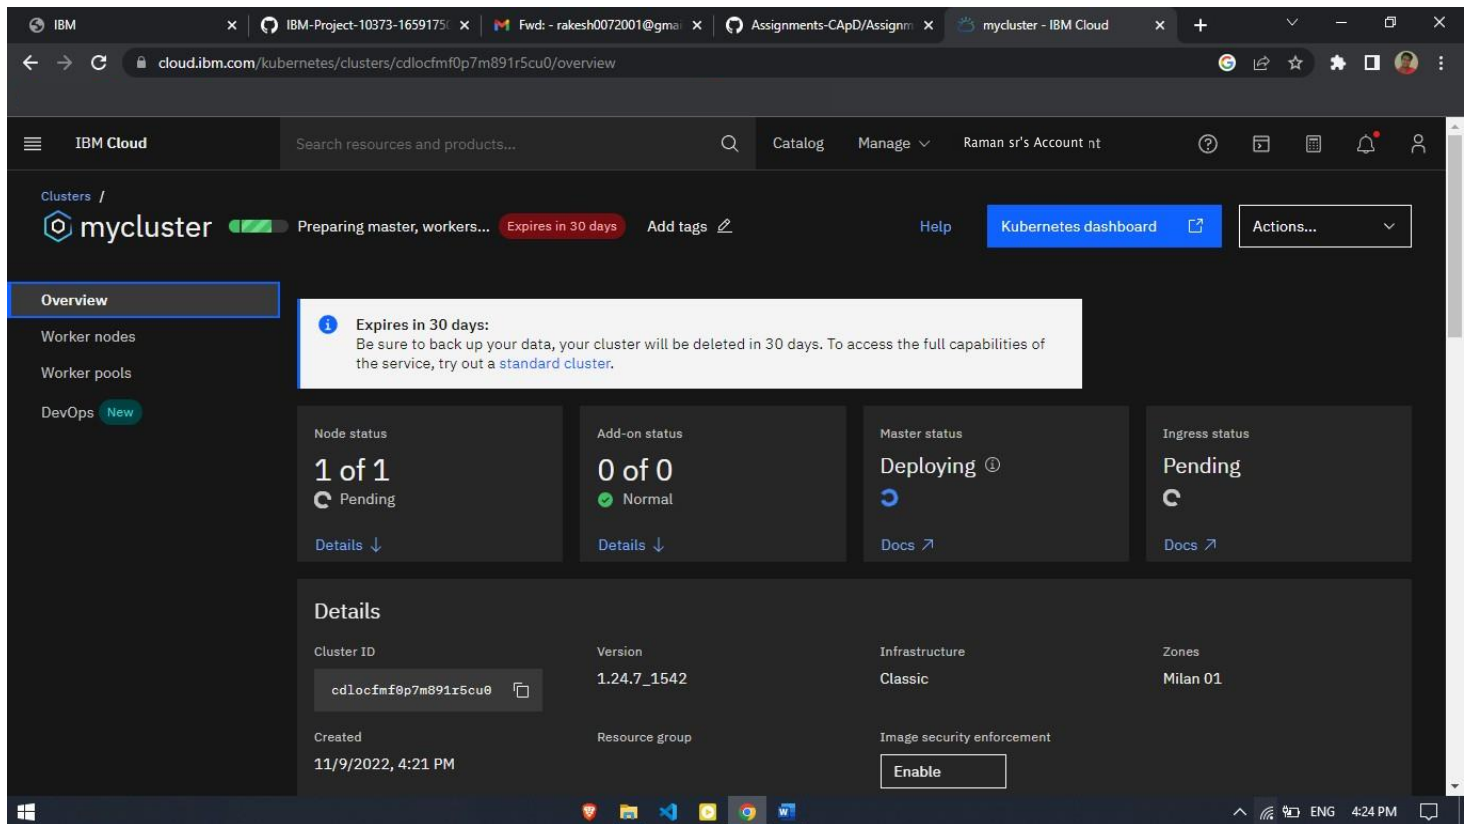 IBM
IBM-Project-10373-1659175
Fwd: - rakesh0072001@gmai
Assignments-CApD/Assignm
mycluster - IBM Cloud
cloud.ibm.com/kubernetes/clusters/cdlocfmf0p7m891r5cu0/overview
IBM Cloud
Search resources and products...
Catalog
Manage
Raman sr's Account nt
Clusters /
mycluster
Preparing master, workers...
Expires in 30 days
Add tags
Help
Kubernetes dashboard
Actions...
Overview
Worker nodes
Worker pools
DevOps New
Expires in 30 days:
Be sure to back up your data, your cluster will be deleted in 30 days. To access the full capabilities of
the service, try out a standard cluster.
Node status
1 of 1
Pending
Details
Add-on status
0 of 0
Normal
Details
Master status
Deploying
Docs
Ingress status
Pending
Docs
Details
Cluster ID
cdlocfmf0p7m891r5cu0
Version
1.24.7_1542
Infrastructure
Classic
Zones
Milan 01
Created
11/9/2022, 4:21 PM
Resource group
Image security enforcement
Enable
ENG
4:24 PM